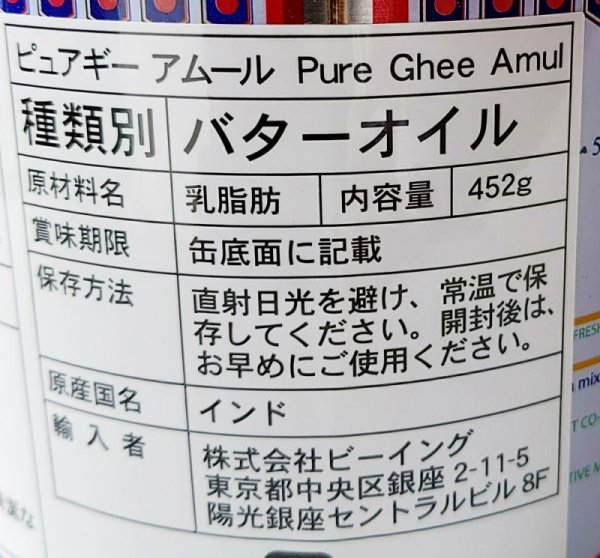 ピュアギー アムール Pure Ghee Amul
種類別 バターオイル
原材料名 乳脂肪 内容量 452g
賞味期限 缶底面に記載
保存方法 直射日光を避け、常温で保
存してください。開封後は、
お早めにご使用ください。
原産国名 インド
輸入者 株式会社ビーイング
東京都中央区銀座 2-11-5
陽光銀座セントラルビル 8F
FRESH
mix
T CO-
TIVE M